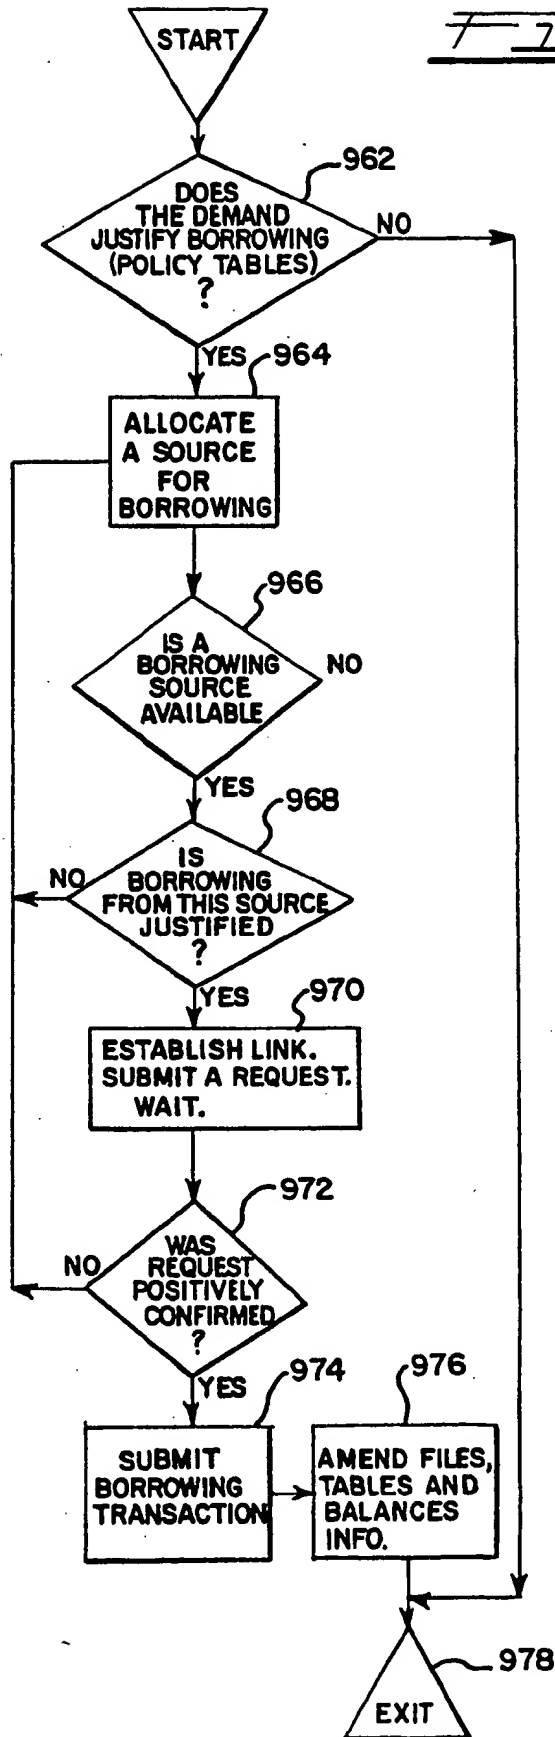 START
962
DOES
THE DEMAND
JUSTIFY BORROWING
(POLICY TABLES)
?
NO
YES
964
ALLOCATE
A SOURCE
FOR
BORROWING
966
IS A
BORROWING
SOURCE
AVAILABLE
NO
YES
968
IS
BORROWING
FROM THIS SOURCE
JUSTIFIED
?
NO
YES
970
ESTABLISH LINK.
SUBMIT A REQUEST.
WAIT.
972
WAS
REQUEST
POSITIVELY
CONFIRMED
?
NO
YES
974
SUBMIT
BORROWING
TRANSACTION
976
AMEND FILES,
TABLES AND
BALANCES
INFO.
978
EXIT